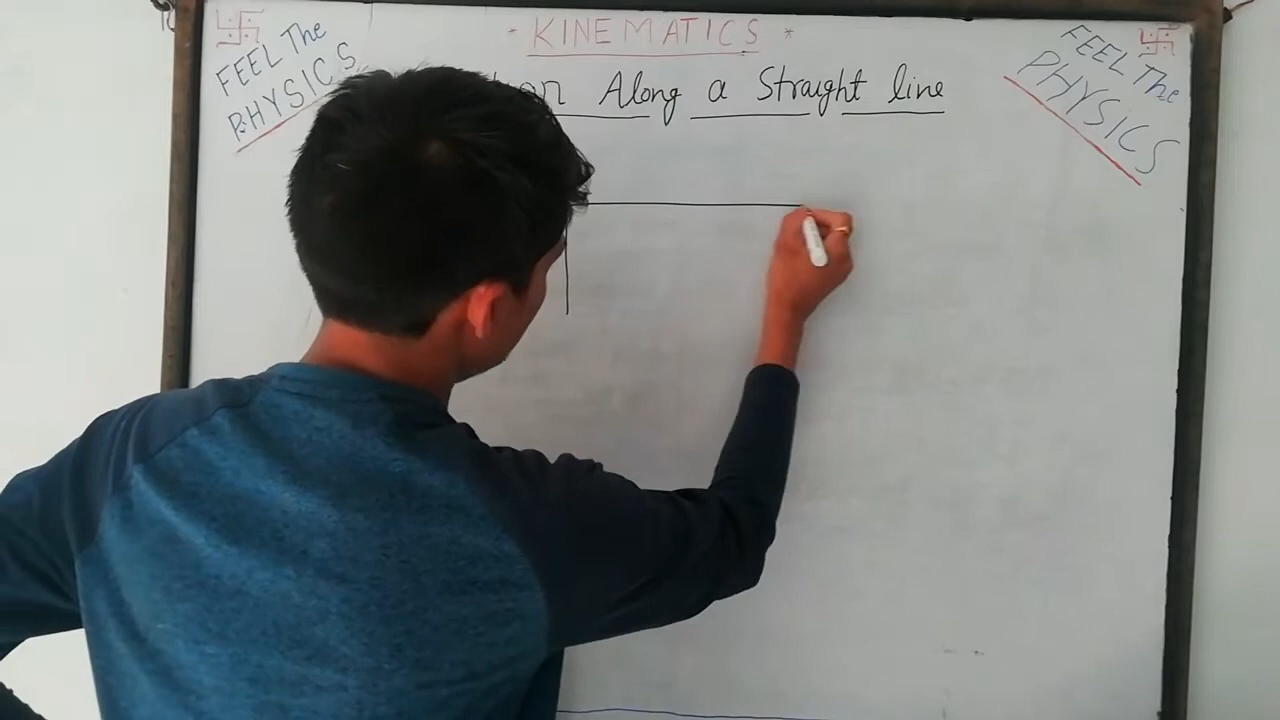 * KINEMATICS *
FEEL The
PHYSICS
Along a Straight line
FEEL The
PHYSICS